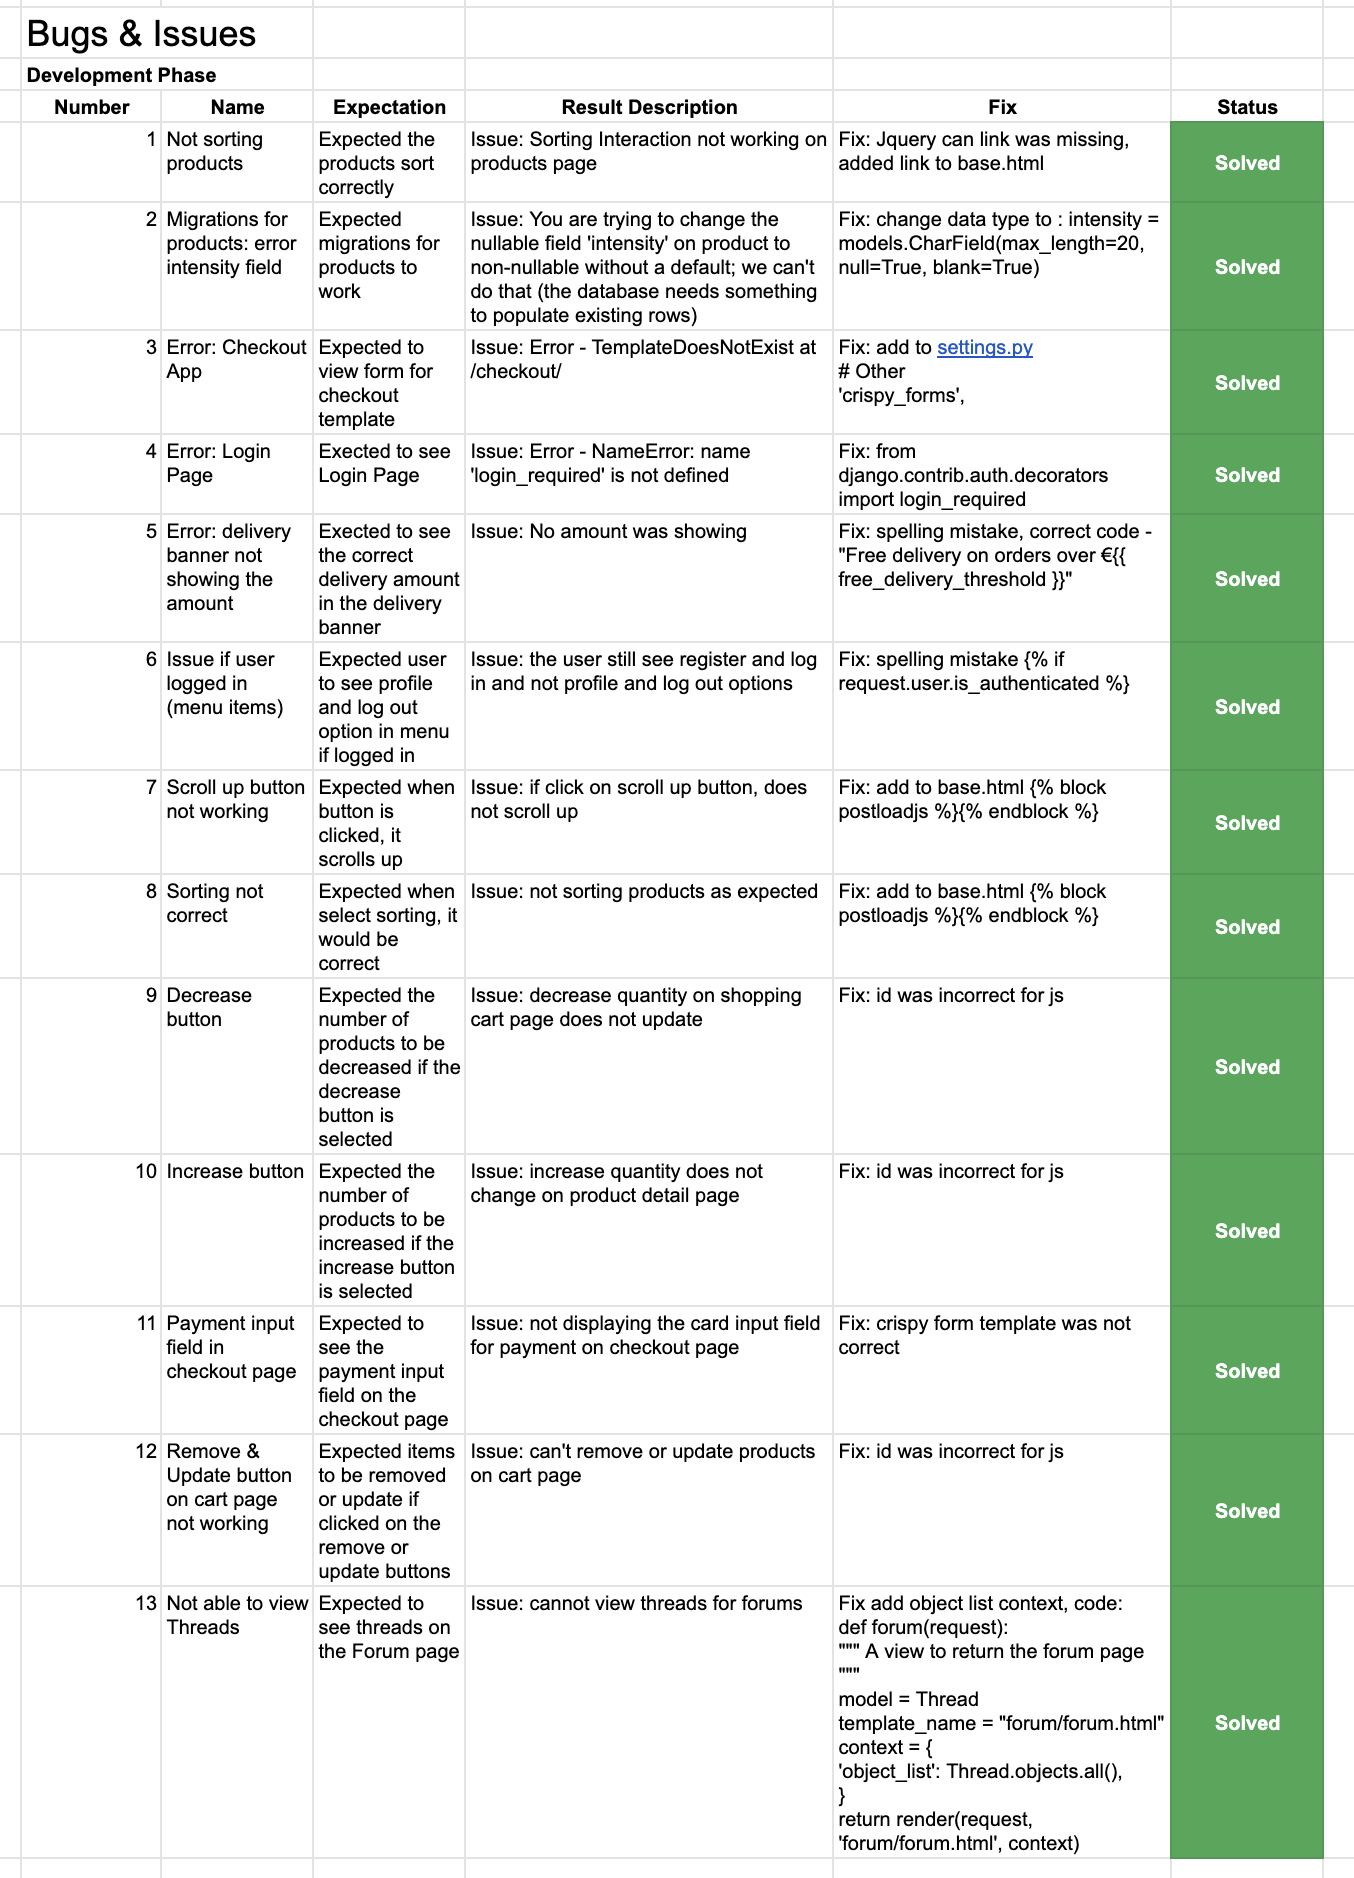 Bugs & Issues
Development Phase
Number Name Expectation Result Description Fix Status
1 Not sorting
products
Expected the
products sort
correctly
Issue: Sorting Interaction not working on
products page
Fix: Jquery can link was missing,
added link to base.html
Solved
2 Migrations for
products: error
intensity field
Expected
migrations for
products to
work
Issue: You are trying to change the
nullable field 'intensity' on product to
non-nullable without a default; we can't
do that (the database needs something
to populate existing rows)
Fix: change data type to : intensity =
models.CharField(max_length=20,
null=True, blank=True)
Solved
3 Error: Checkout
App
Expected to
view form for
checkout
template
Issue: Error - TemplateDoesNotExist at
/checkout/
Fix: add to settings.py
# Other
'crispy_forms',
Solved
4 Error: Login
Page
Exected to see
Login Page
Issue: Error - NameError: name
'login_required' is not defined
Fix: from
django.contrib.auth.decorators
import login_required
Solved
5 Error: delivery
banner not
showing the
amount
Exected to see
the correct
delivery amount
in the delivery
banner
Issue: No amount was showing
Fix: spelling mistake, correct code -
"Free delivery on orders over €{{
free_delivery_threshold }}"
Solved
6 Issue if user
logged in
(menu items)
Expected user
to see profile
and log out
option in menu
if logged in
Issue: the user still see register and log
in and not profile and log out options
Fix: spelling mistake {% if
request.user.is_authenticated %}
Solved
7 Scroll up button
not working
Expected when
button is
clicked, it
scrolls up
Issue: if click on scroll up button, does
not scroll up
Fix: add to base.html {% block
postloadjs %}{% endblock %}
Solved
8 Sorting not
correct
Expected when
select sorting, it
would be
correct
Issue: not sorting products as expected
Fix: add to base.html {% block
postloadjs %}{% endblock %}
Solved
9 Decrease
button
Expected the
number of
products to be
decreased if the
decrease
button is
selected
Issue: decrease quantity on shopping
cart page does not update
Fix: id was incorrect for js
Solved
10 Increase button
Expected the
number of
products to be
increased if the
increase button
is selected
Issue: increase quantity does not
change on product detail page
Fix: id was incorrect for js
Solved
11 Payment input
field in
checkout page
Expected to
see the
payment input
field on the
checkout page
Issue: not displaying the card input field
for payment on checkout page
Fix: crispy form template was not
correct
Solved
12 Remove &
Update button
on cart page
not working
Expected items
to be removed
or update if
clicked on the
remove or
update buttons
Issue: can't remove or update products
on cart page
Fix: id was incorrect for js
Solved
13 Not able to view
Threads
Expected to
see threads on
the Forum page
Issue: cannot view threads for forums
Fix add object list context, code:
def forum(request):
""" A view to return the forum page
"""
model = Thread
template_name = "forum/forum.html"
context = {
'object_list': Thread.objects.all(),
}
return render(request,
'forum/forum.html', context)
Solved